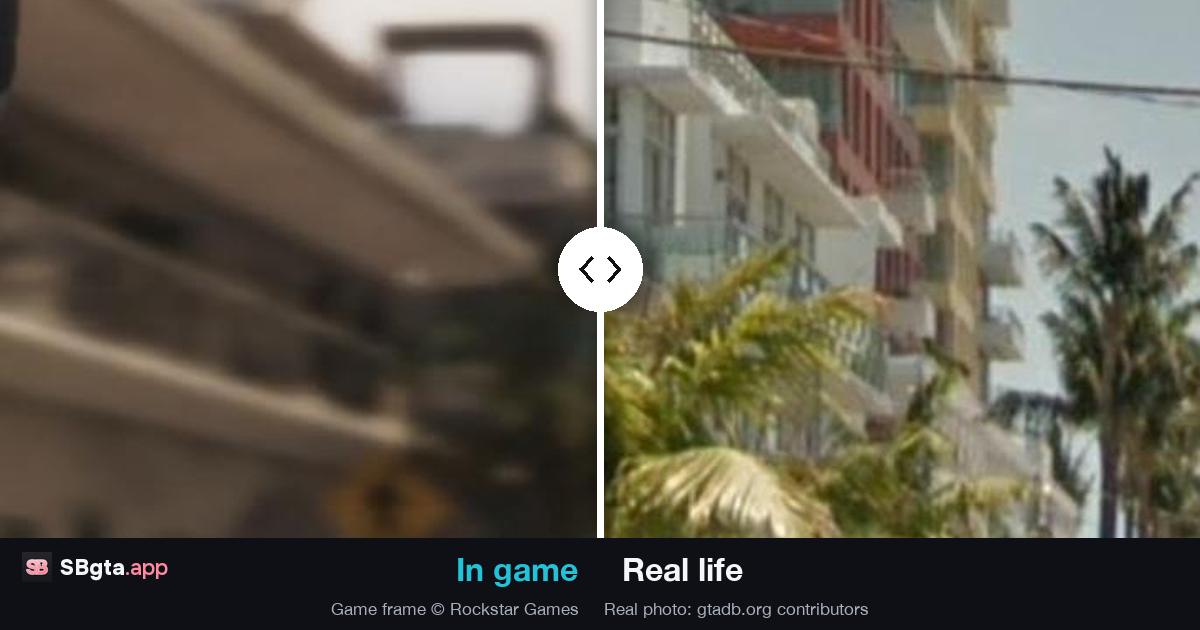 SB SBgta.app
In game Real life
Game frame © Rockstar Games Real photo: gtadb.org contributors